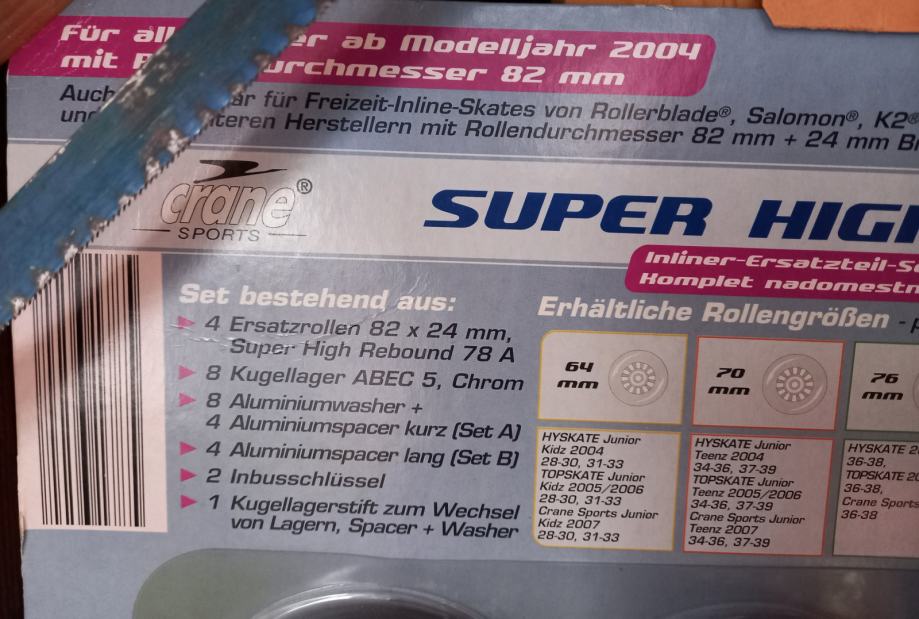 Für all er ab Modelljahr 2004
mit durchmesser 82 mm
Auch ar für Freizeit-Inline-Skates von Rollerblade®, Salomon®, K2®
und teren Herstellern mit Rollendurchmesser 82 mm + 24 mm
crane®
SPORTS
SUPER HIG
Inliner-Ersatzteil-S
Komplet nadomestn
Set bestehend aus:
4 Ersatzrollen 82 x 24 mm,
Super High Rebound 78 A
8 Kugellager ABEC 5, Chrom
8 Aluminiumwasher +
4 Aluminiumspacer kurz (Set A)
4 Aluminiumspacer lang (Set B)
2 Inbusschlüssel
1 Kugellagerstift zum Wechsel
von Lagern, Spacer + Washer
Erhältliche Rollengrößen - p
64
mm
70
mm
76
mm
HYSKATE Junior
Kidz 2004
28-30, 31-33
TOPSKATE Junior
Kidz 2005/2006
28-30, 31-33
Crane Sports Junior
Kidz 2007
28-30, 31-33
HYSKATE Junior
Teenz 2004
34-36, 37-39
TOPSKATE Junior
Teenz 2005/2006
34-36, 37-39
Crane Sports Junior
Teenz 2007
34-36, 37-39
HYSKATE 20
36-38,
TOPSKATE 20
36-38,
Crane Sports
36-38